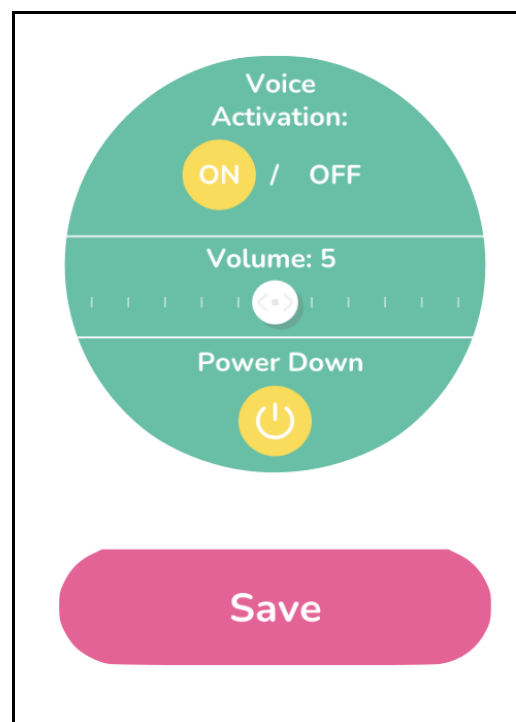 Voice
Activation:
ON / OFF
Volume: 5
Power Down
Save